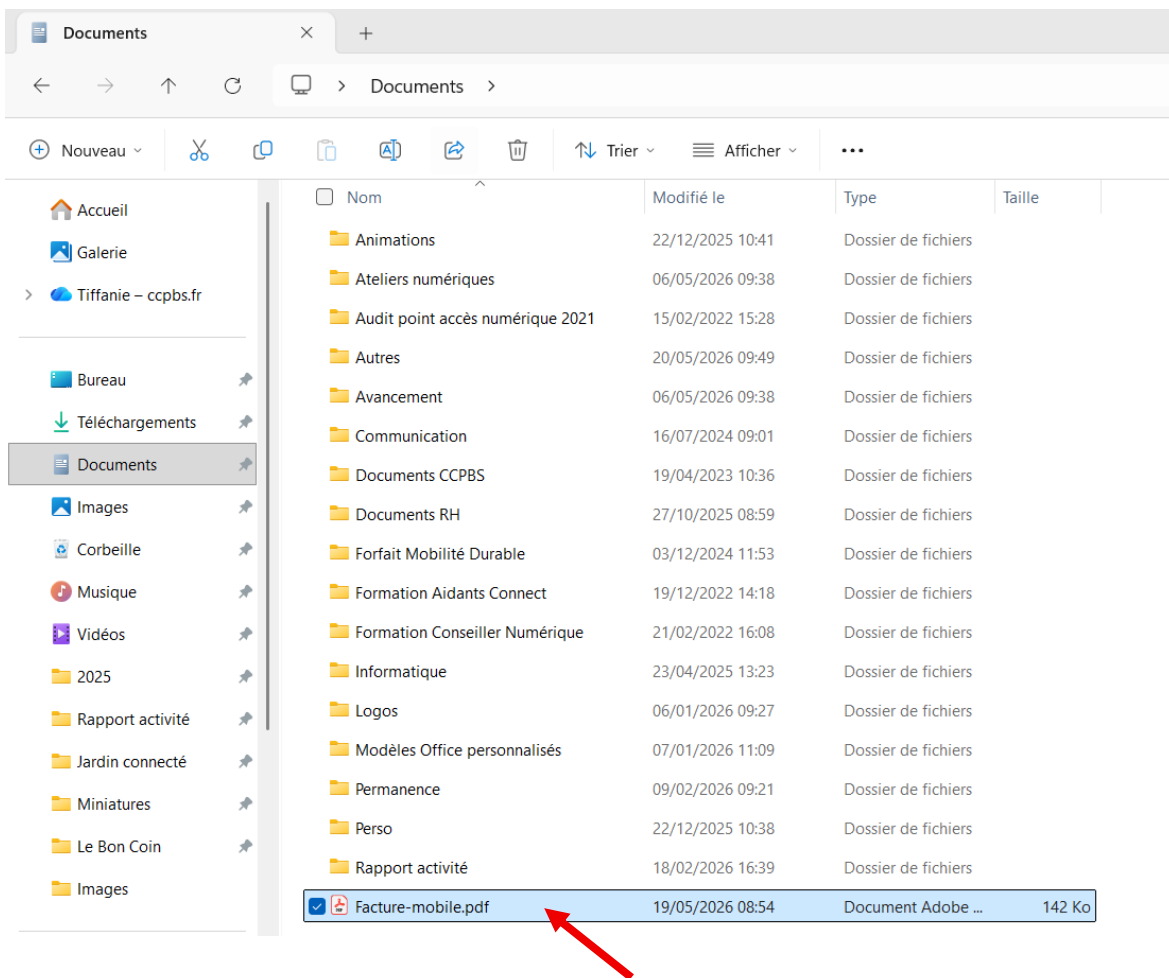 Documents
Documents
Nouveau
Trier
Afficher
Accueil
Galerie
Tiffanie – ccpbs.fr
Bureau
Téléchargements
Documents
Images
Corbeille
Musique
Vidéos
2025
Rapport activité
Jardin connecté
Miniatures
Le Bon Coin
Images
Nom Modifié le Type Taille
Animations 22/12/2025 10:41 Dossier de fichiers
Ateliers numériques 06/05/2026 09:38 Dossier de fichiers
Audit point accès numérique 2021 15/02/2022 15:28 Dossier de fichiers
Autres 20/05/2026 09:49 Dossier de fichiers
Avancement 06/05/2026 09:38 Dossier de fichiers
Communication 16/07/2024 09:01 Dossier de fichiers
Documents CCPBS 19/04/2023 10:36 Dossier de fichiers
Documents RH 27/10/2025 08:59 Dossier de fichiers
Forfait Mobilité Durable 03/12/2024 11:53 Dossier de fichiers
Formation Aidants Connect 19/12/2022 14:18 Dossier de fichiers
Formation Conseiller Numérique 21/02/2022 16:08 Dossier de fichiers
Informatique 23/04/2025 13:23 Dossier de fichiers
Logos 06/01/2026 09:27 Dossier de fichiers
Modèles Office personnalisés 07/01/2026 11:09 Dossier de fichiers
Permanence 09/02/2026 09:21 Dossier de fichiers
Perso 22/12/2025 10:38 Dossier de fichiers
Rapport activité 18/02/2026 16:39 Dossier de fichiers
Facture-mobile.pdf 19/05/2026 08:54 Document Adobe ... 142 Ko